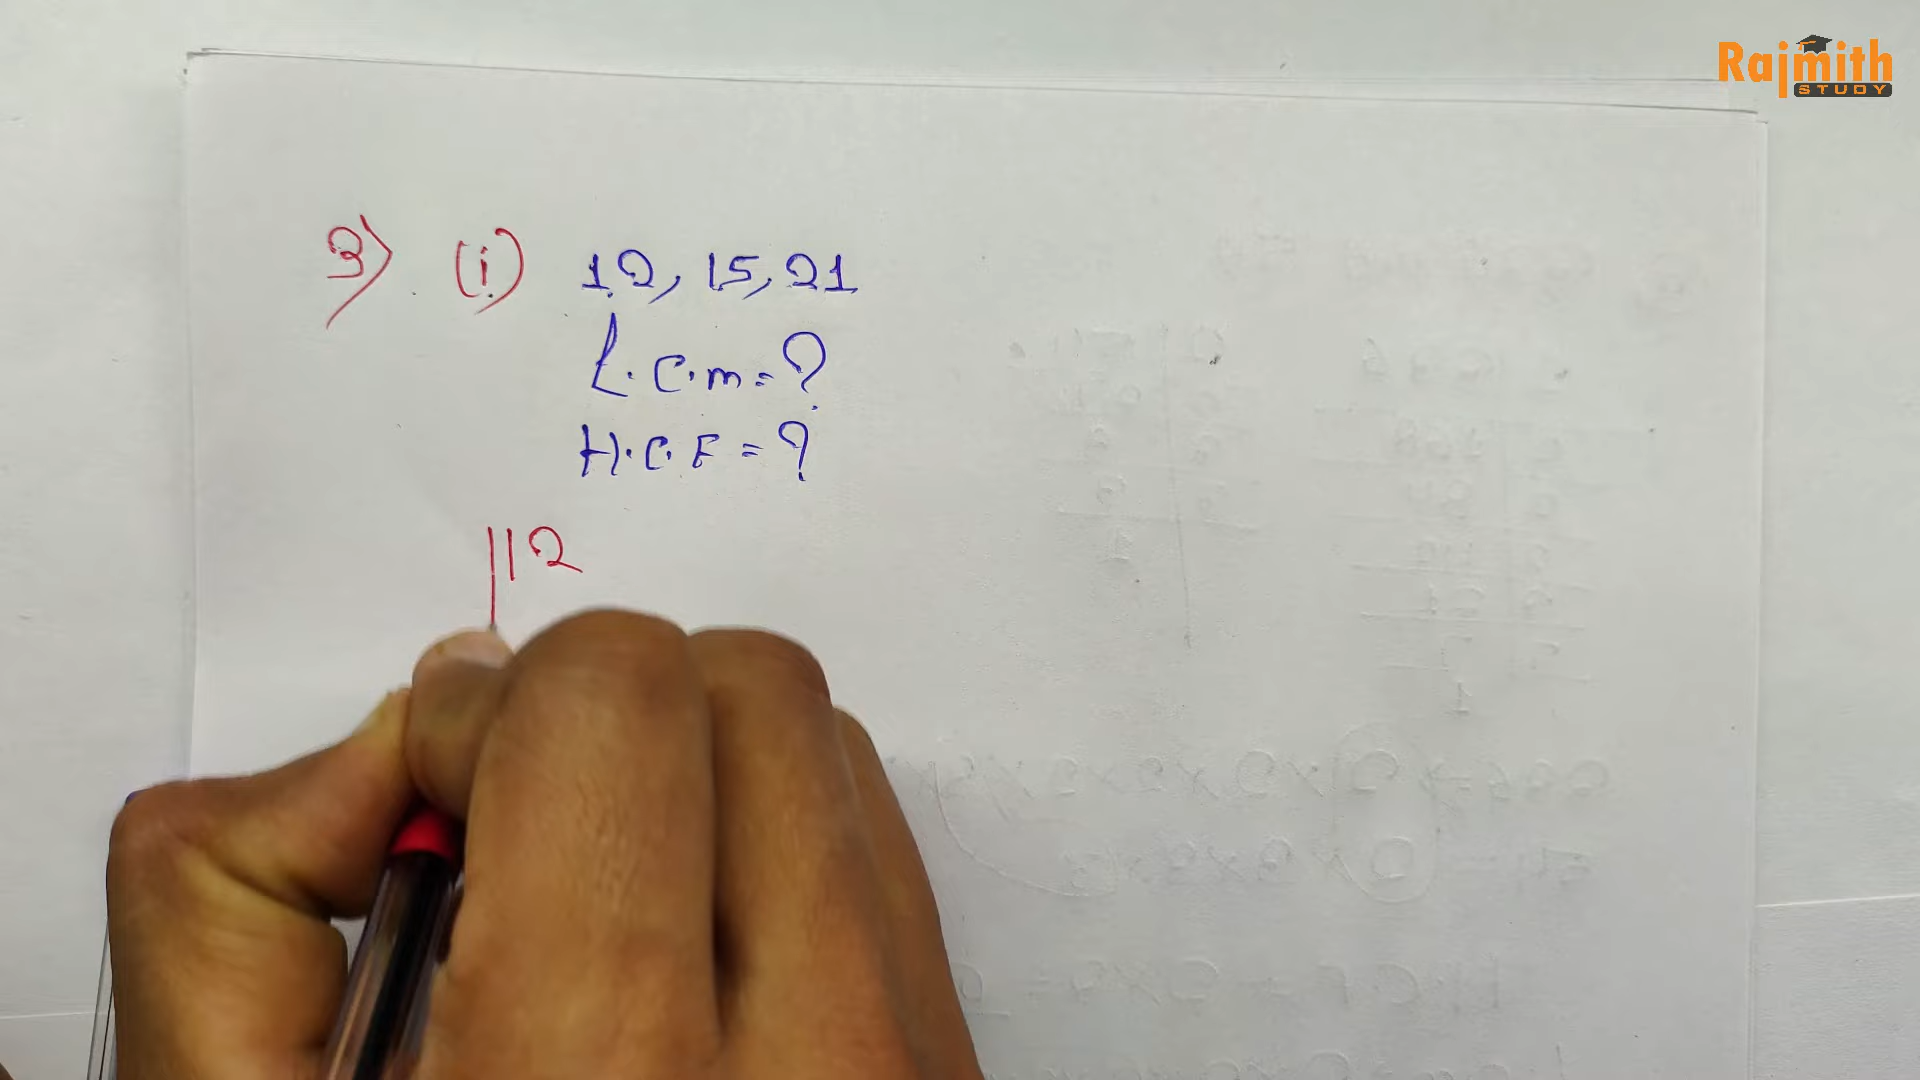 Rajmith
STUDY
3) (i) 12, 15, 21
L.C.m = ?
H.C.F = ?
12